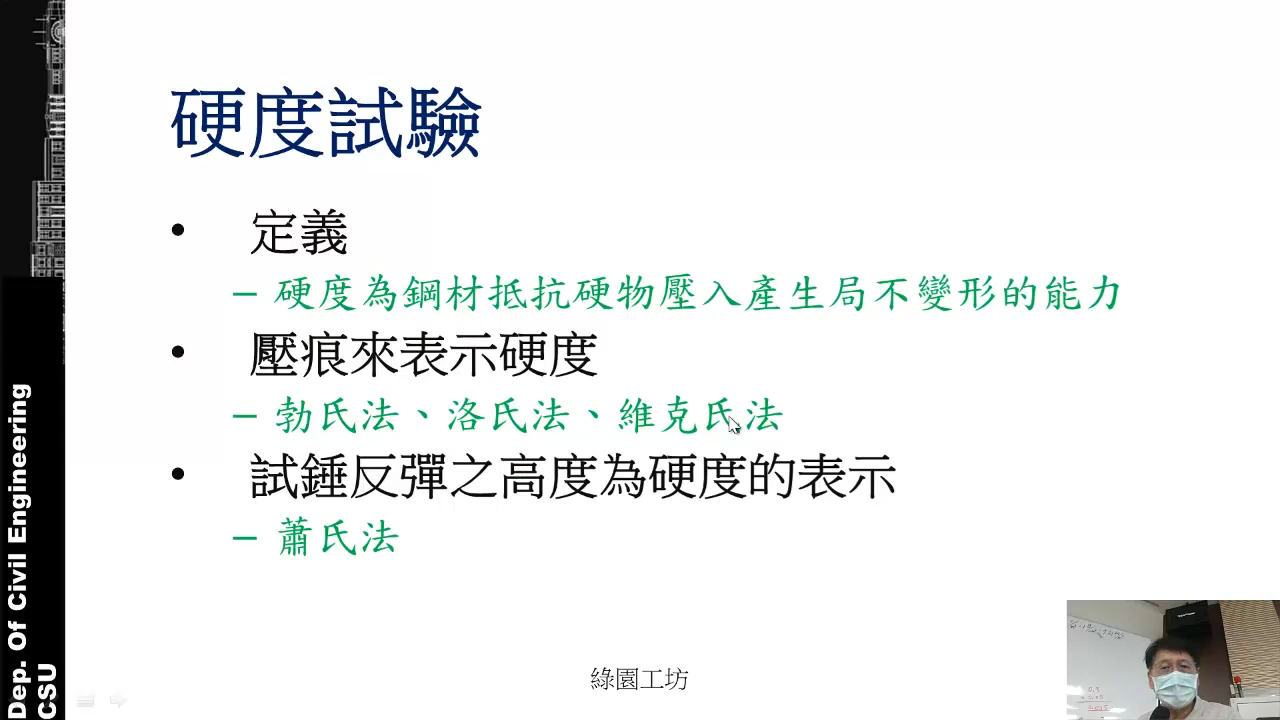 硬度試驗
• 定義
– 硬度為鋼材抵抗硬物壓入產生局不變形的能力
• 壓痕來表示硬度
– 勃氏法、洛氏法、維克氏法
• 試錘反彈之高度為硬度的表示
– 蕭氏法
綠園工坊
Dep. Of Civil Engineering
CSU